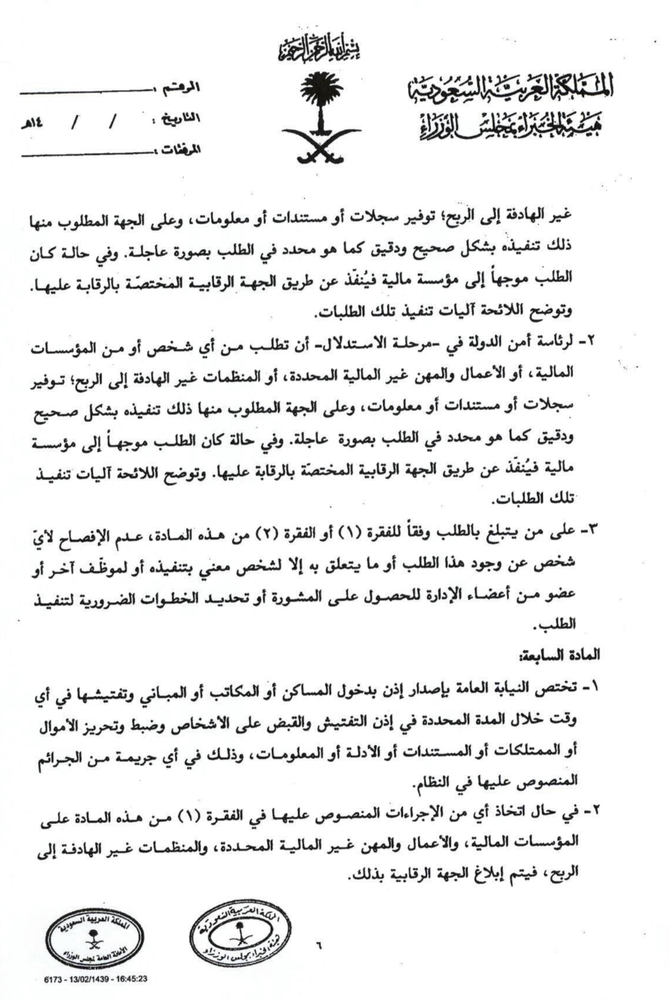 بسم الله الرحمن الرحيم
المملكة العربية السعودية
هيئة الخبراء بمجلس الوزراء
الرقم :
التاريخ : / / ١٤هـ
المرفقات :
غير الهادفة إلى الربح؛ توفير سجلات أو مستندات أو معلومات، وعلى الجهة المطلوب منها
ذلك تنفيذه بشكل صحيح ودقيق كما هو محدد في الطلب بصورة عاجلة. وفي حالة كان
الطلب موجهاً إلى مؤسسة مالية فيُنفّذ عن طريق الجهة الرقابية المختصّة بالرقابة عليها.
وتوضح اللائحة آليات تنفيذ تلك الطلبات.
٢- لرئاسة أمن الدولة في -مرحلة الاستدلال- أن تطلب من أي شخص أو من المؤسسات
المالية، أو الأعمال والمهن غير المالية المحددة، أو المنظمات غير الهادفة إلى الربح؛ توفير
سجلات أو مستندات أو معلومات، وعلى الجهة المطلوب منها ذلك تنفيذه بشكل صحيح
ودقيق كما هو محدد في الطلب بصورة عاجلة. وفي حالة كان الطلب موجهاً إلى مؤسسة
مالية فيُنفّذ عن طريق الجهة الرقابية المختصّة بالرقابة عليها. وتوضح اللائحة آليات تنفيذ
تلك الطلبات.
٣- على من يتبلغ بالطلب وفقاً للفقرة (١) أو الفقرة (٢) من هذه المادة، عدم الإفصاح لأيّ
شخص عن وجود هذا الطلب أو ما يتعلق به إلا لشخص معني بتنفيذه أو لموظّف آخر أو
عضو من أعضاء الإدارة للحصول على المشورة أو تحديد الخطوات الضرورية لتنفيذ
الطلب.
المادة السابعة:
١- تختص النيابة العامة بإصدار إذن بدخول المساكن أو المكاتب أو المباني وتفتيشها في أي
وقت خلال المدة المحددة في إذن التفتيش والقبض على الأشخاص وضبط وتحريز الأموال
أو الممتلكات أو المستندات أو الأدلة أو المعلومات، وذلك في أي جريمة من الجرائم
المنصوص عليها في النظام.
٢- في حال اتخاذ أي من الإجراءات المنصوص عليها في الفقرة (١) من هذه المادة على
المؤسسات المالية، والأعمال والمهن غير المالية المحددة، والمنظمات غير الهادفة إلى
الربح، فيتم إبلاغ الجهة الرقابية بذلك.
المملكة العربية السعودية
هيئة الخبراء بمجلس الوزراء
المملكة العربية السعودية
الأمانة العامة لمجلس الوزراء
٦
6173 - 13/02/1439 - 16:45:23